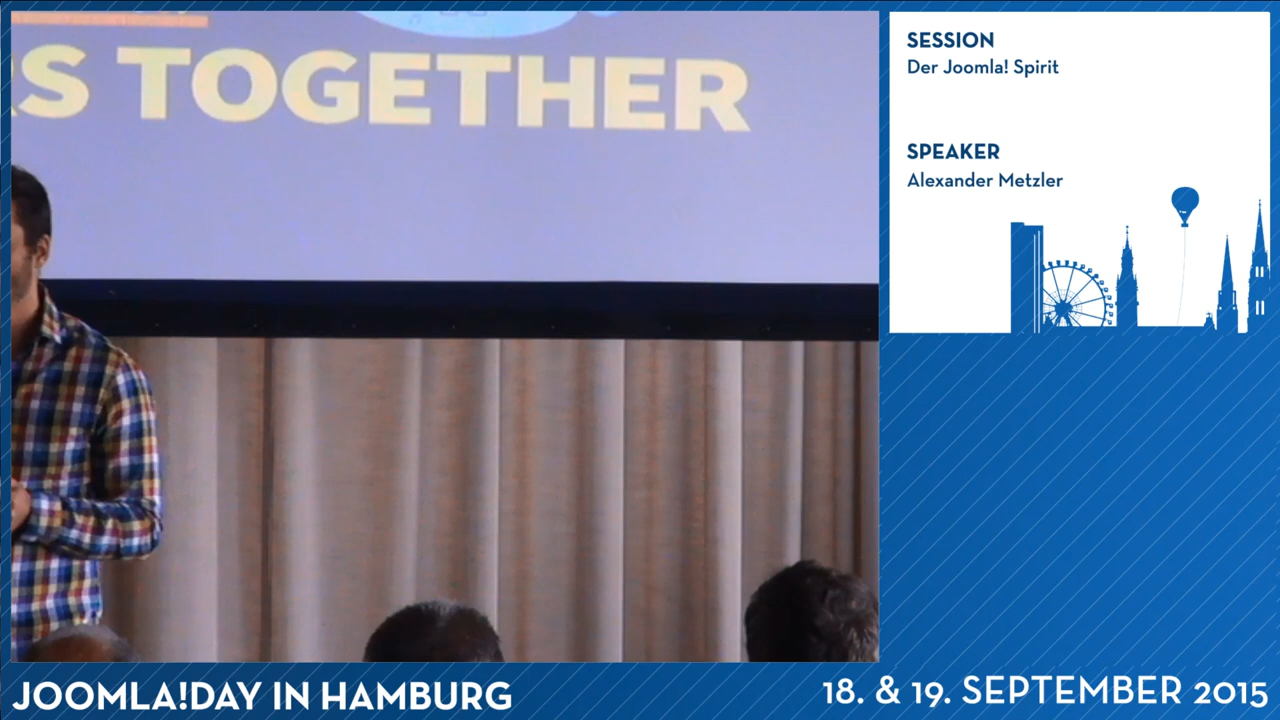 S TOGETHER
SESSION
Der Joomla! Spirit
SPEAKER
Alexander Metzler
JOOMLA!DAY IN HAMBURG
18. & 19. SEPTEMBER 2015